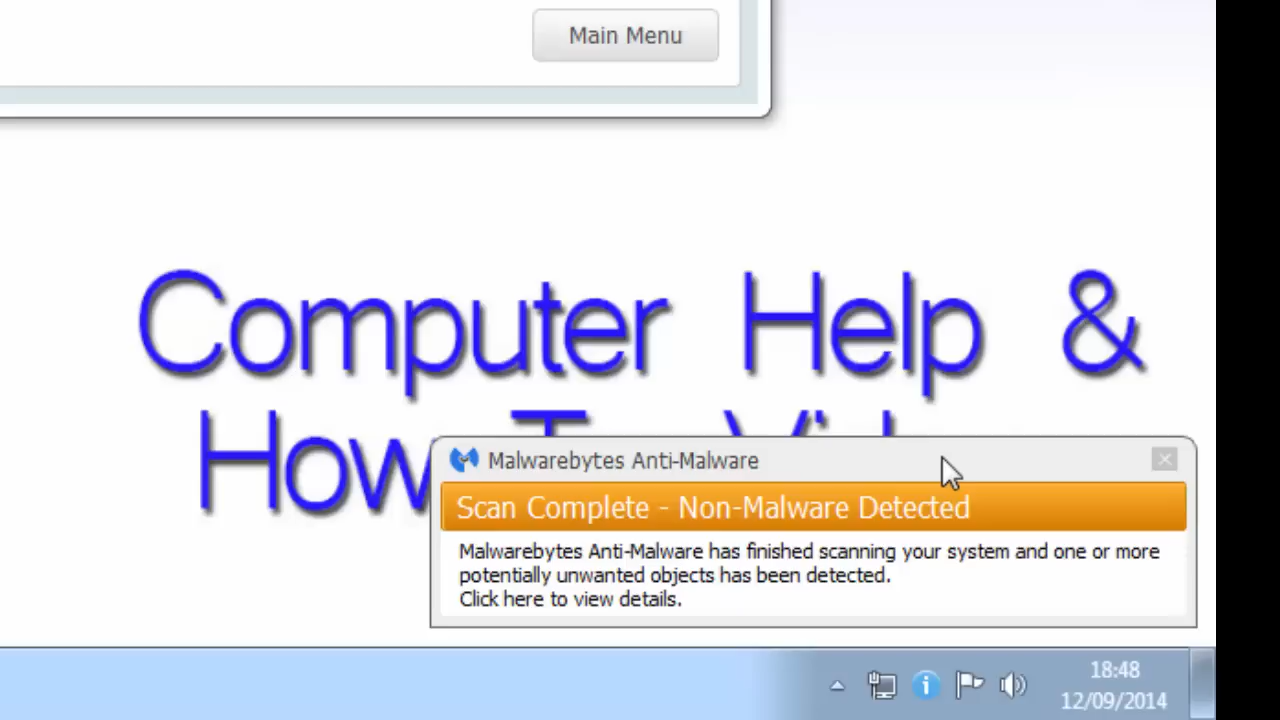 Main Menu
Computer Help &
How
Malwarebytes Anti-Malware
Scan Complete - Non-Malware Detected
Malwarebytes Anti-Malware has finished scanning your system and one or more
potentially unwanted objects has been detected.
Click here to view details.
18:48
12/09/2014